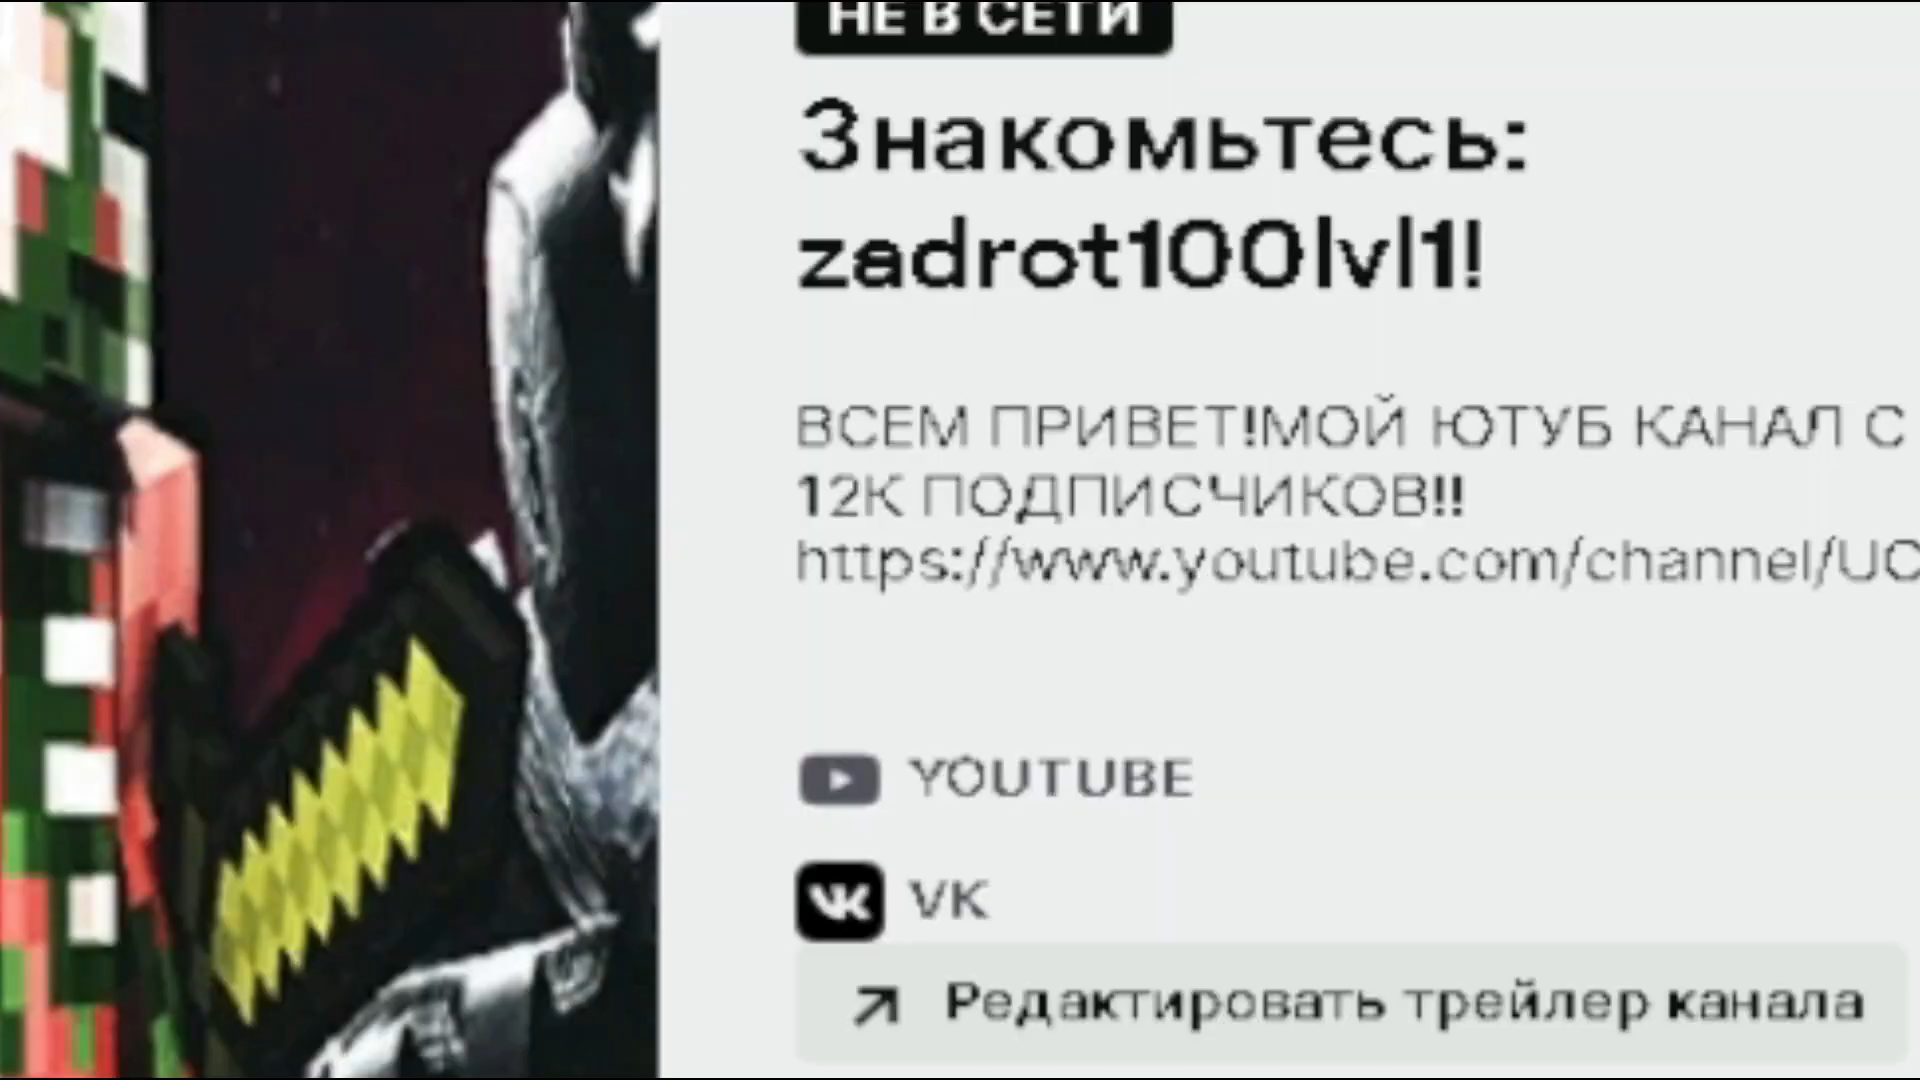 НЕ В СЕТИ
Знакомьтесь:
zadrot100lvl1!
ВСЕМ ПРИВЕТ!МОЙ ЮТУБ КАНАЛ С
12К ПОДПИСЧИКОВ!!
https://www.youtube.com/channel/UC
YOUTUBE
VK
Редактировать трейлер канала